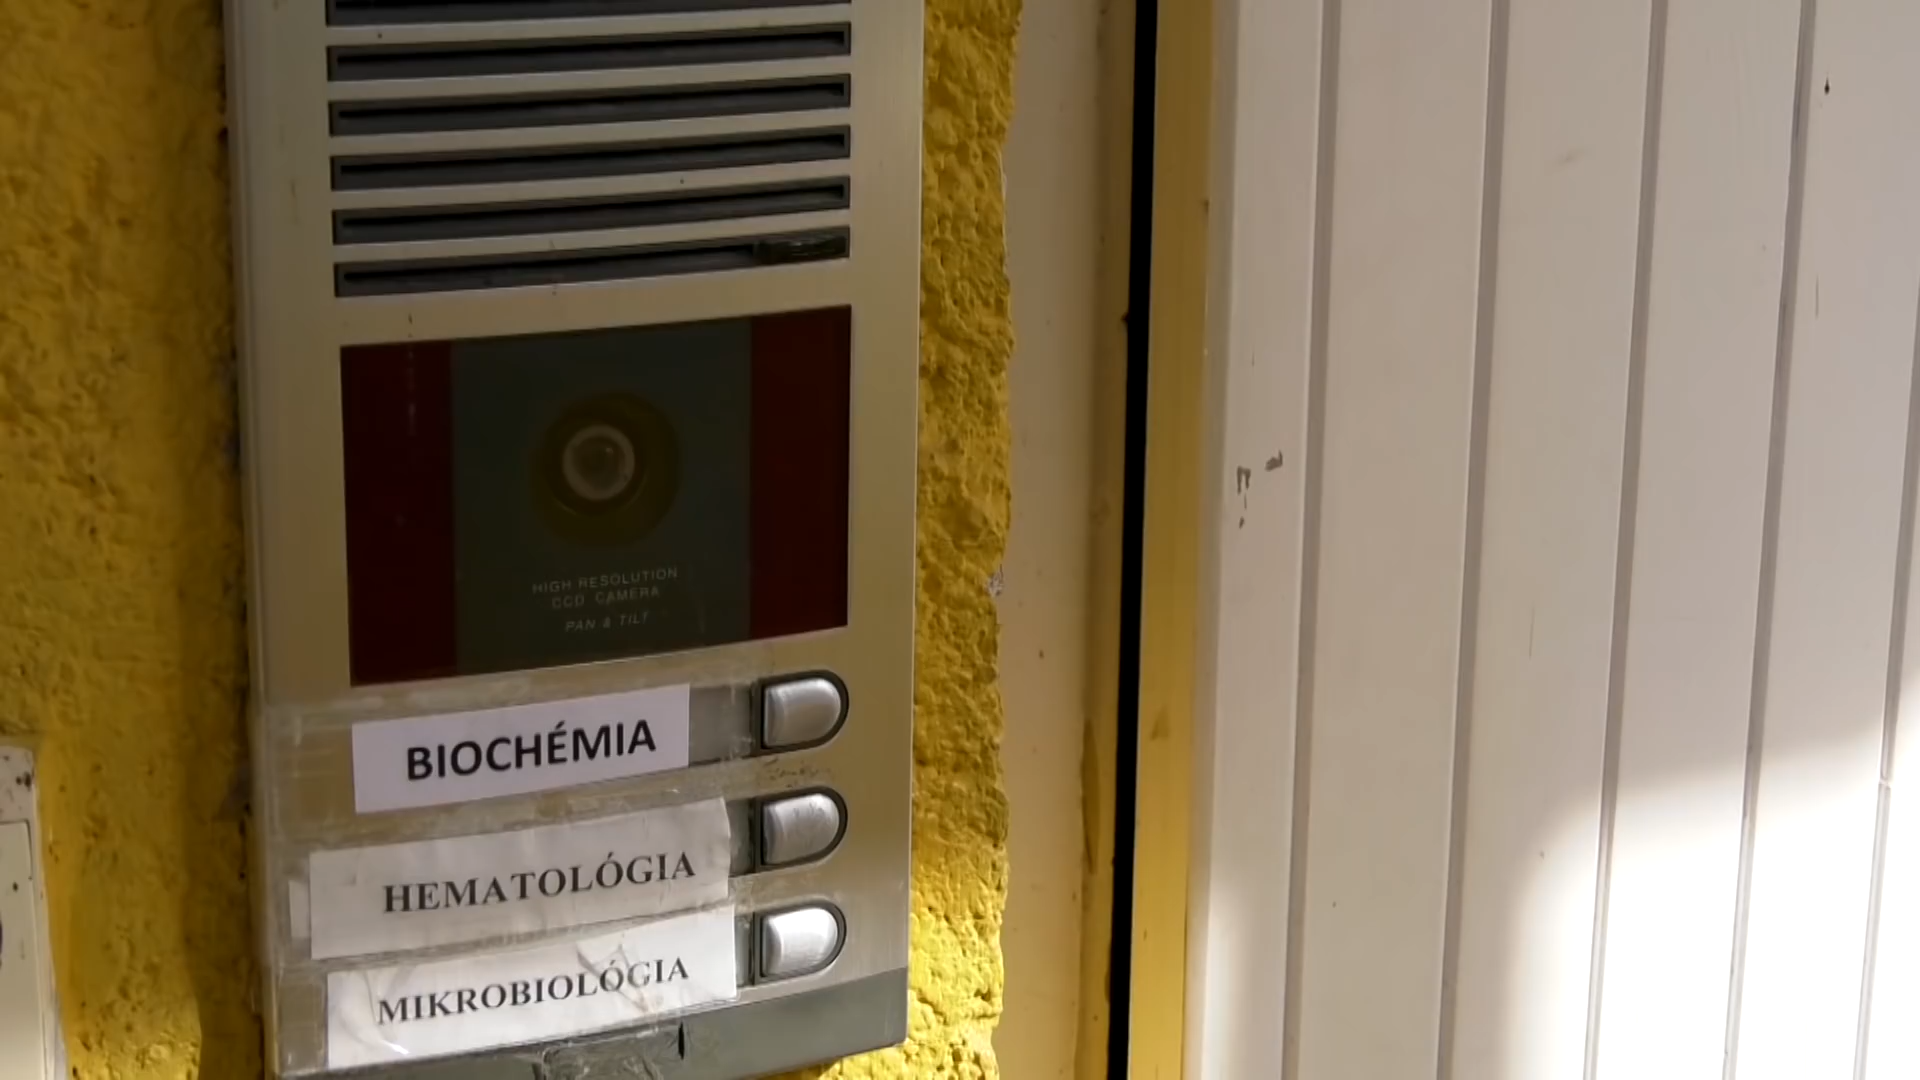 HIGH RESOLUTION
CCD CAMERA
PAN & TILT
BIOCHÉMIA
HEMATOLÓGIA
MIKROBIOLÓGIA